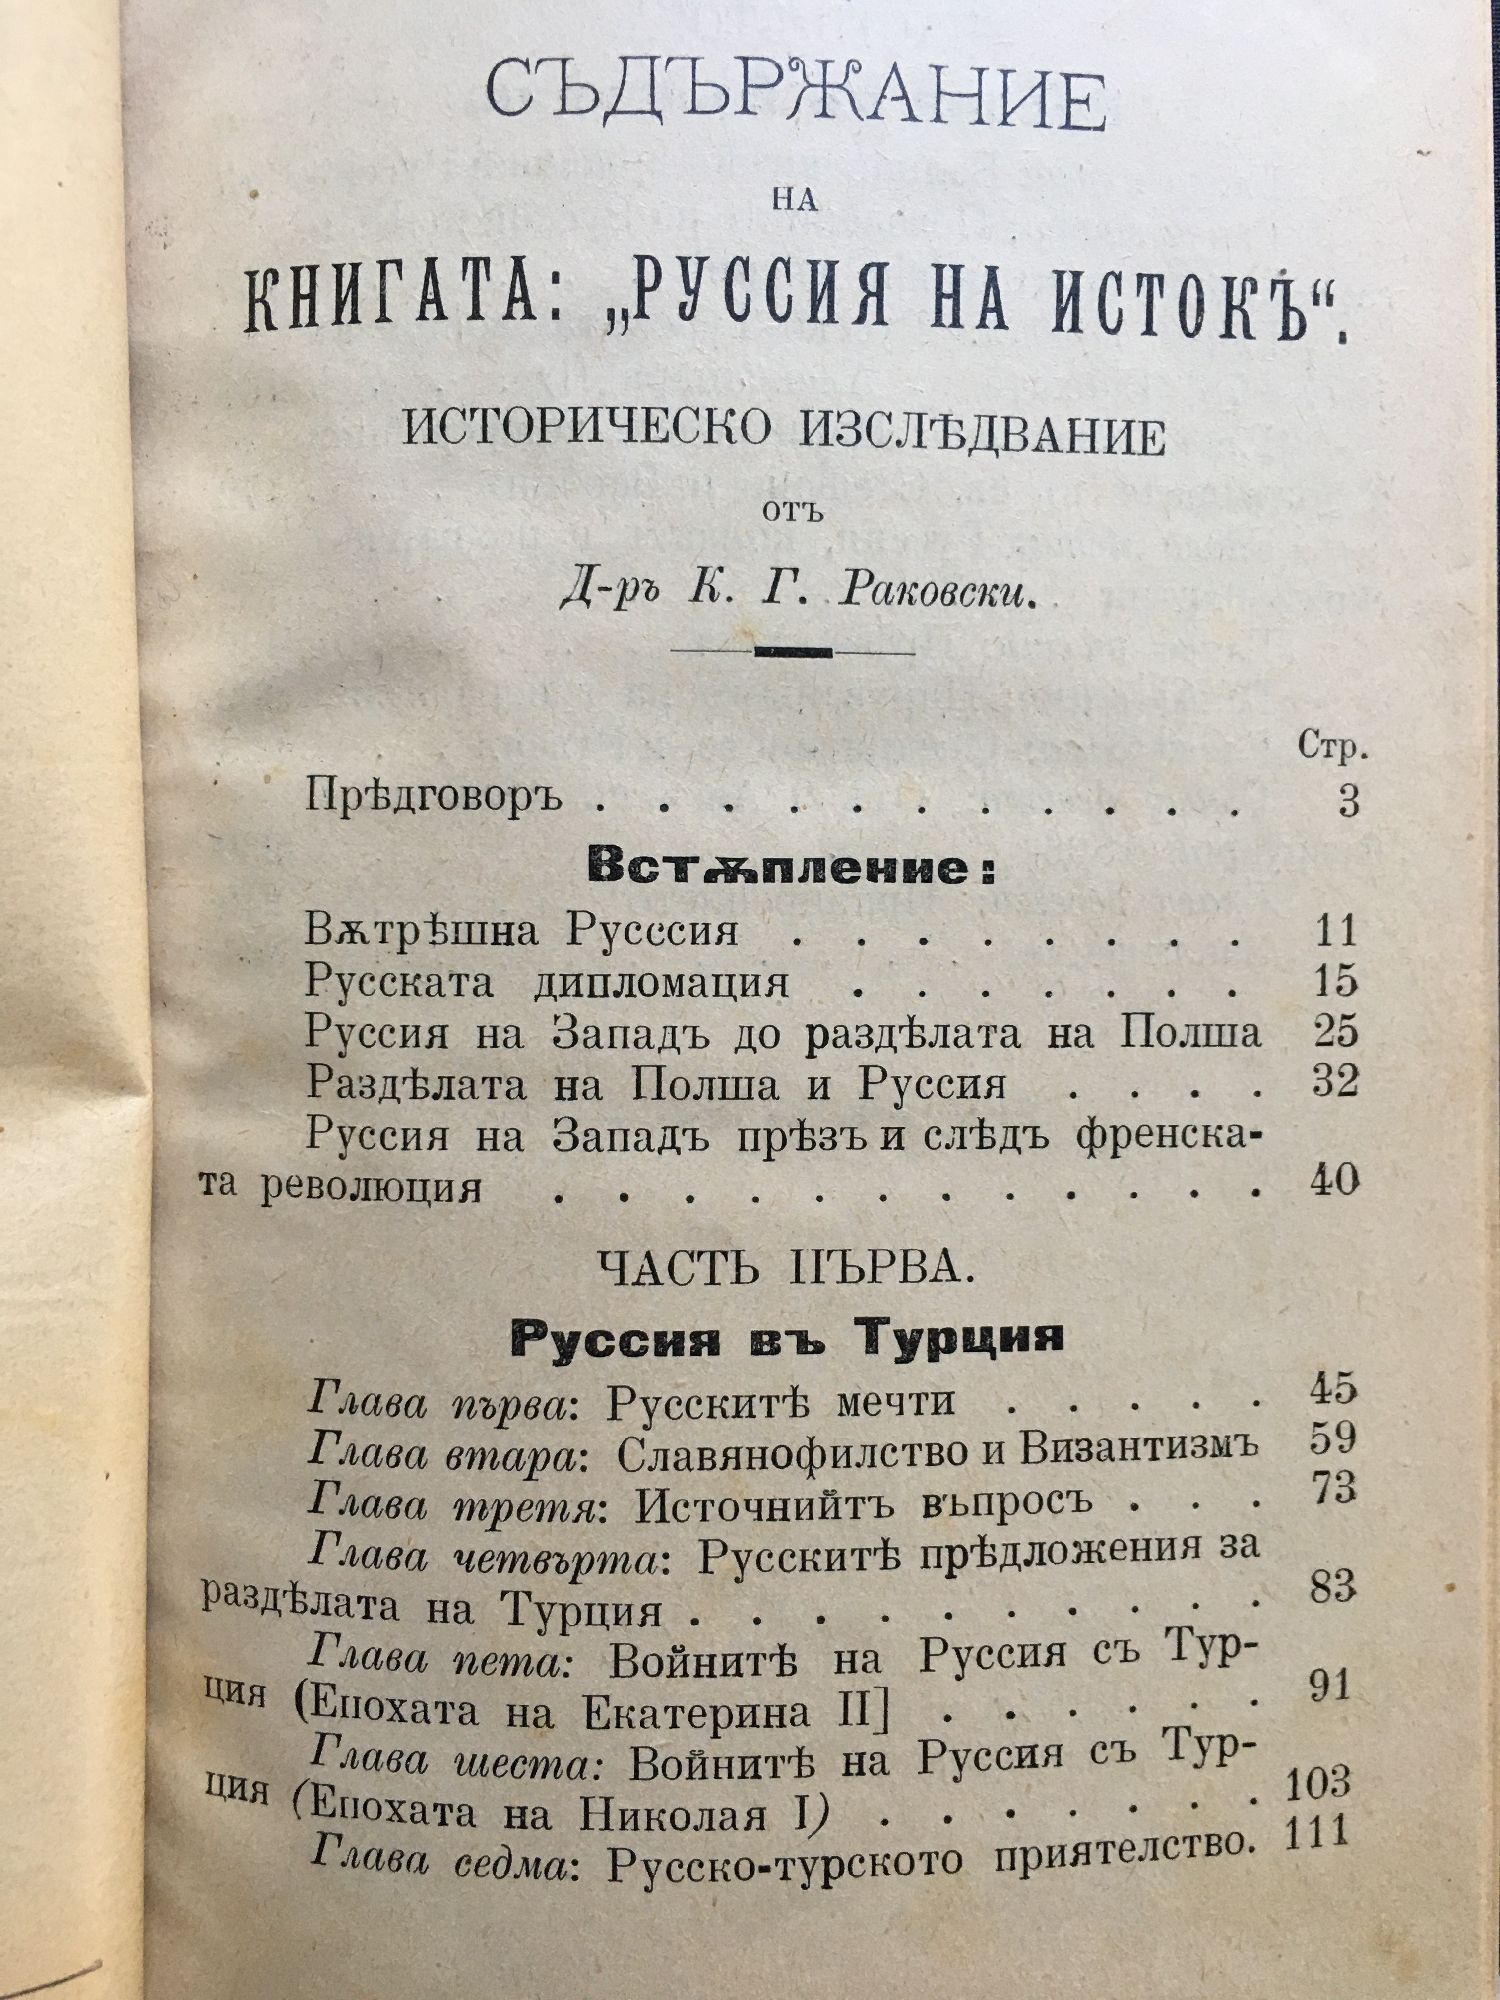 СЪДЪРЖАНИЕ
НА
КНИГАТА: „РУССИЯ НА ИСТОКЪ“.
ИСТОРИЧЕСКО ИЗСЛѢДВАНИЕ
отъ
Д-ръ К. Г. Раковски.
Стр.
Прѣдговоръ . . . . . . . . . . . 3
Встѫпление:
Вѫтрѣшна Русссия . . . . . . . . 11
Русската дипломация . . . . . . . 15
Руссия на Западъ до раздѣлата на Полша 25
Раздѣлата на Полша и Руссия . . . . 32
Руссия на Западъ прѣзъ и слѣдъ френска-
та революция . . . . . . . . . . . . 40
ЧАСТЬ ПЪРВА.
Руссия въ Турция
Глава първа: Русскитѣ мечти . . . . . 45
Глава втара: Славянофилство и Византизмъ 59
Глава третя: Источнийтъ въпросъ . . . 73
Глава четвърта: Русскитѣ прѣдложения за
раздѣлата на Турция . . . . . . . . . . 83
Глава пета: Войнитѣ на Руссия съ Тур-
ция (Епохата на Екатерина II] . . . . . . 91
Глава шеста: Войнитѣ на Руссия съ Тур-
ция (Епохата на Николая I) . . . . . . . 103
Глава седма: Русско-турското приятелство. 111